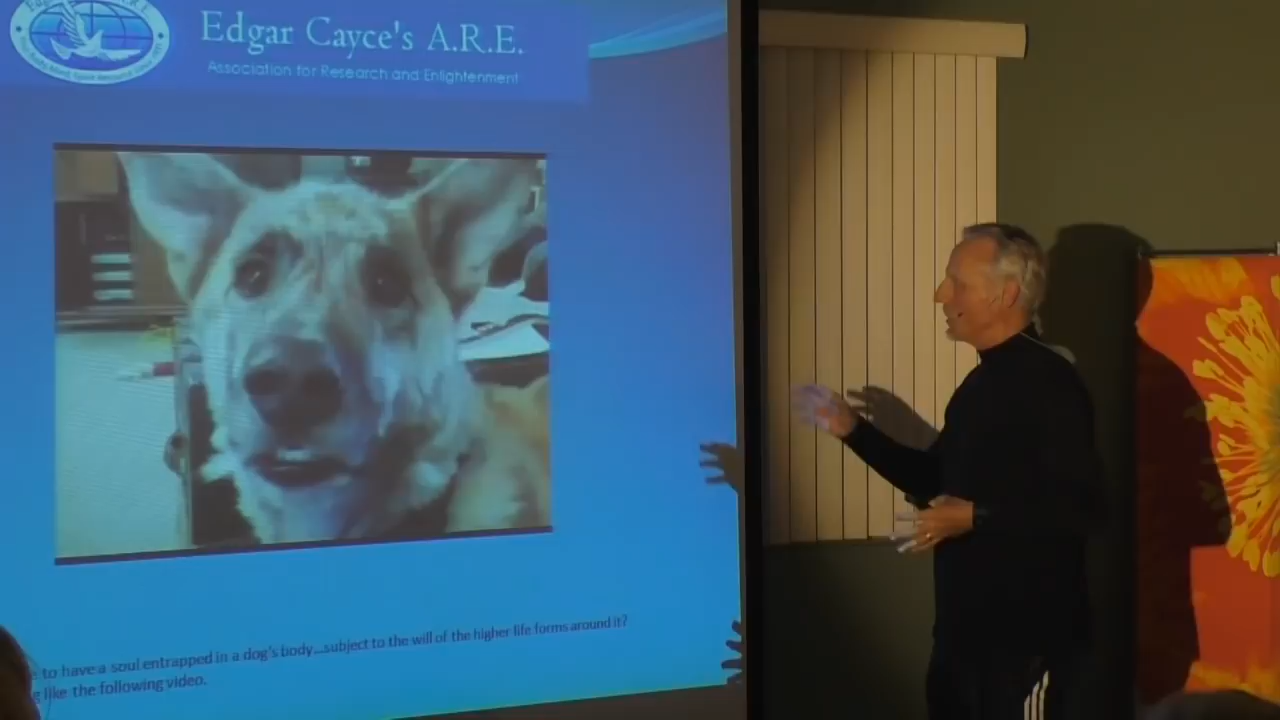 Edgar Cayce's A.R.E.
Association for Research and Enlightenment
to have a soul entrapped in a dog's body...subject to the will of the higher life forms around it?
like the following video.